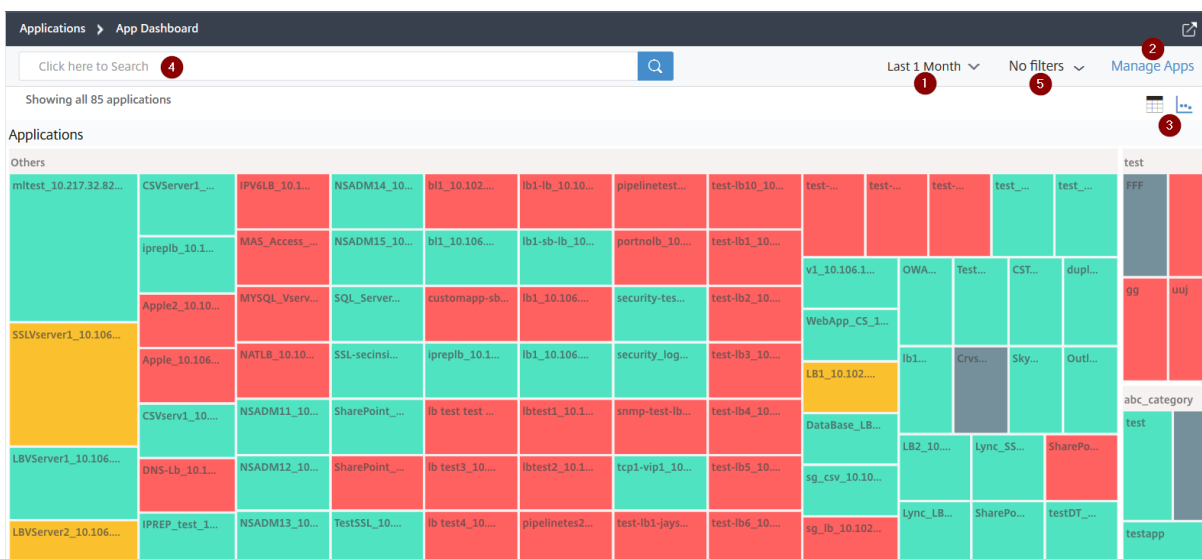 Applications > App Dashboard
2
Click here to Search 4
Last 1 Month
No filters
Manage Apps
1
5
Showing all 85 applications
3
Applications
Others
test
mltest_10.217.32.82...
CSVServer1_...
IPV6LB_10.1...
NSADM14_10...
bl1_10.102....
lb1-lb_10.10...
pipelinetest...
test-lb10_10...
test-...
test-...
test-...
test_...
test_...
FFF
ipreplb_10.1...
MAS_Access_...
NSADM15_10...
bl1_10.106....
lb1-sb-lb_10...
portnolb_10....
test-lb1_10....
v1_10.106.1...
OWA...
Test...
CST...
dupl...
Apple2_10.10...
MYSQL_Vserv...
SQL_Server...
customapp-sb...
lb1_10.106....
security-tes...
test-lb2_10....
gg
uuj
SSLVserver1_10.106...
WebApp_CS_1...
Apple_10.106...
NATLB_10.10...
SSL-secinsi...
ipreplb_10.1...
lb1_10.106....
security_log...
test-lb3_10....
LB1_10.102....
lb1...
Crvs...
Sky...
Outl...
abc_category
CSVserv1_10....
NSADM11_10...
SharePoint_...
lb test test ...
lbtest1_10.1...
snmp-test-lb...
test-lb4_10....
DataBase_LB...
test
LBVServer1_10.106....
DNS-Lb_10.1...
NSADM12_10...
SharePoint_...
lb test3_10....
lbtest2_10.1...
tcp1-vip1_10...
test-lb5_10....
sg_csv_10.10...
LB2_10....
Lync_SS...
SharePo...
LBVServer2_10.106....
IPREP_test_1...
NSADM13_10...
TestSSL_10....
lb test4_10....
pipelinetes2...
test-lb1-jays...
test-lb6_10....
sg_lb_10.102...
Lync_LB...
SharePo...
testDT_...
testapp